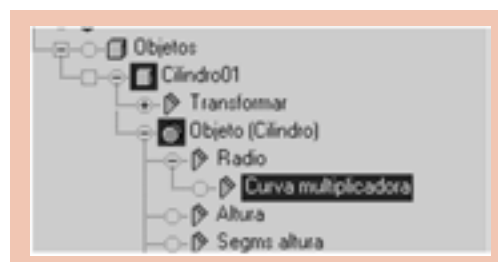 Objetos
Cilindro01
Transformar
Objeto (Cilindro)
Radio
Curva multiplicadora
Altura
Segms altura